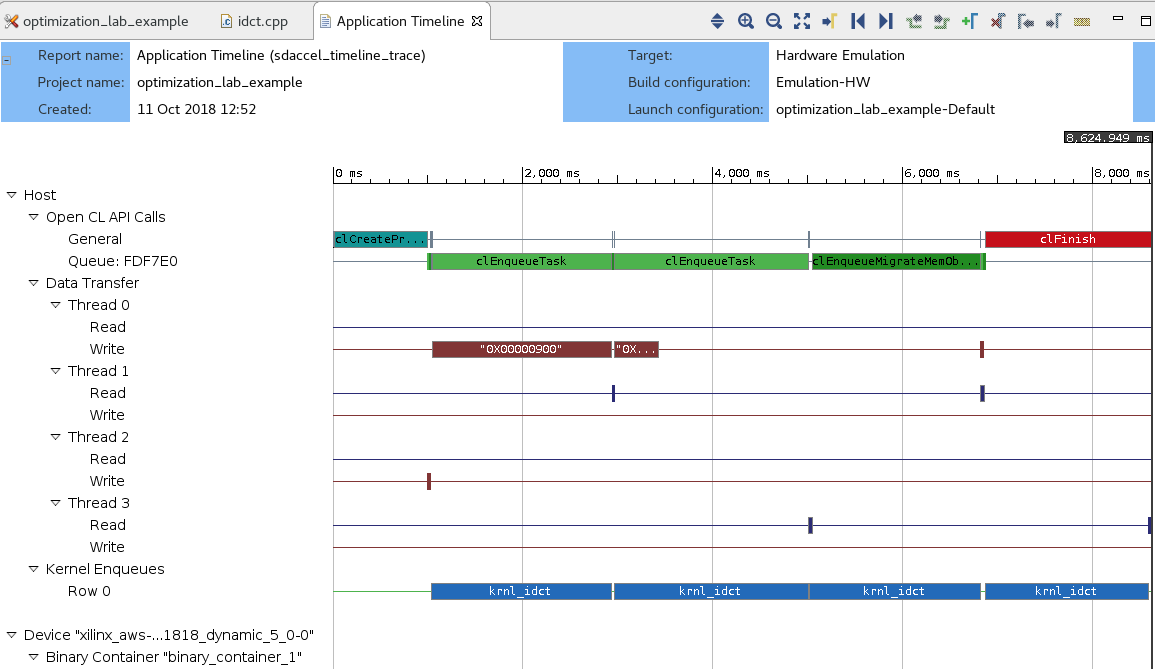 optimization_lab_example idct.cpp Application Timeline
Report name: Application Timeline (sdaccel_timeline_trace) Target: Hardware Emulation
Project name: optimization_lab_example Build configuration: Emulation-HW
Created: 11 Oct 2018 12:52 Launch configuration: optimization_lab_example-Default
8,624.949 ms
0 ms 2,000 ms 4,000 ms 6,000 ms 8,000 ms
Host
Open CL API Calls
General clCreatePr... clFinish
Queue: FDF7E0 clEnqueueTask clEnqueueTask clEnqueueMigrateMemOb...
Data Transfer
Thread 0
Read
Write "0X00000900" "0X...
Thread 1
Read
Write
Thread 2
Read
Write
Thread 3
Read
Write
Kernel Enqueues
Row 0 krnl_idct krnl_idct krnl_idct krnl_idct
Device "xilinx_aws-...1818_dynamic_5_0-0"
Binary Container "binary_container_1"